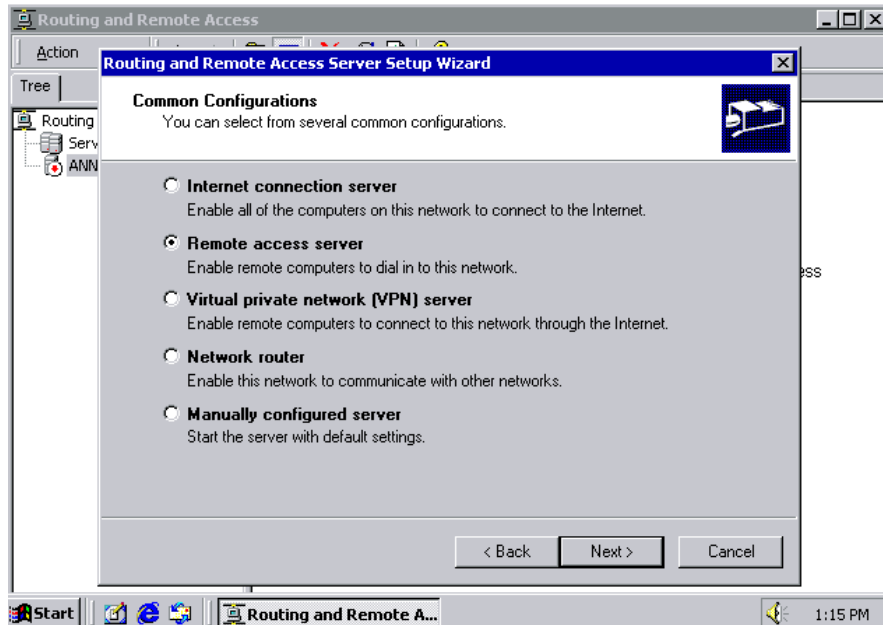 Routing and Remote Access
Action
Routing and Remote Access Server Setup Wizard
Tree
Common Configurations
You can select from several common configurations.
Routing
Serv
ANN
Internet connection server
Enable all of the computers on this network to connect to the Internet.
Remote access server
Enable remote computers to dial in to this network.
ess
Virtual private network (VPN) server
Enable remote computers to connect to this network through the Internet.
Network router
Enable this network to communicate with other networks.
Manually configured server
Start the server with default settings.
< Back
Next >
Cancel
Start
Routing and Remote A...
1:15 PM